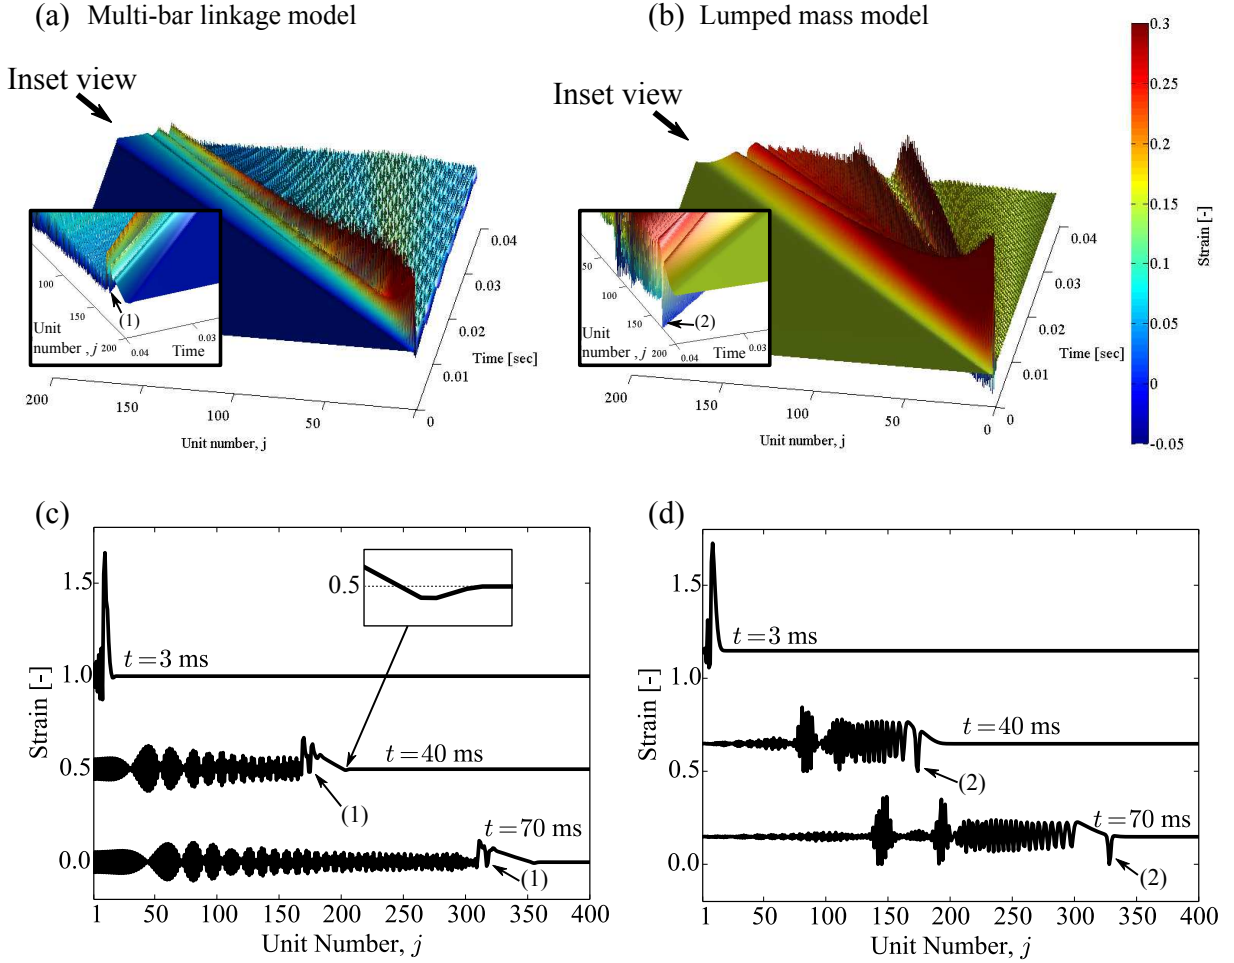 (a) Multi-bar linkage model
(b) Lumped mass model
Inset view
Inset view
0.3
0.25
0.2
0.15
0.1
0.05
0
-0.05
Strain [-]
100
150
200
Unit
number, j
(1)
0.03
0.04
Time
0.04
0.03
0.02
0.01
0
Time [sec]
200
150
100
50
Unit number, j
50
100
150
200
Unit
number, j
(2)
0.03
0.04
Time
0.04
0.03
0.02
0.01
0
Time [sec]
200
150
100
50
0
Unit number, j
(c)
1.5
1.0
0.5
0.0
Strain [-]
0.5
t = 3 ms
t = 40 ms
(1)
t = 70 ms
(1)
1 50 100 150 200 250 300 350 400
Unit Number, j
(d)
1.5
1.0
0.5
0.0
Strain [-]
t = 3 ms
t = 40 ms
(2)
t = 70 ms
(2)
1 50 100 150 200 250 300 350 400
Unit Number, j